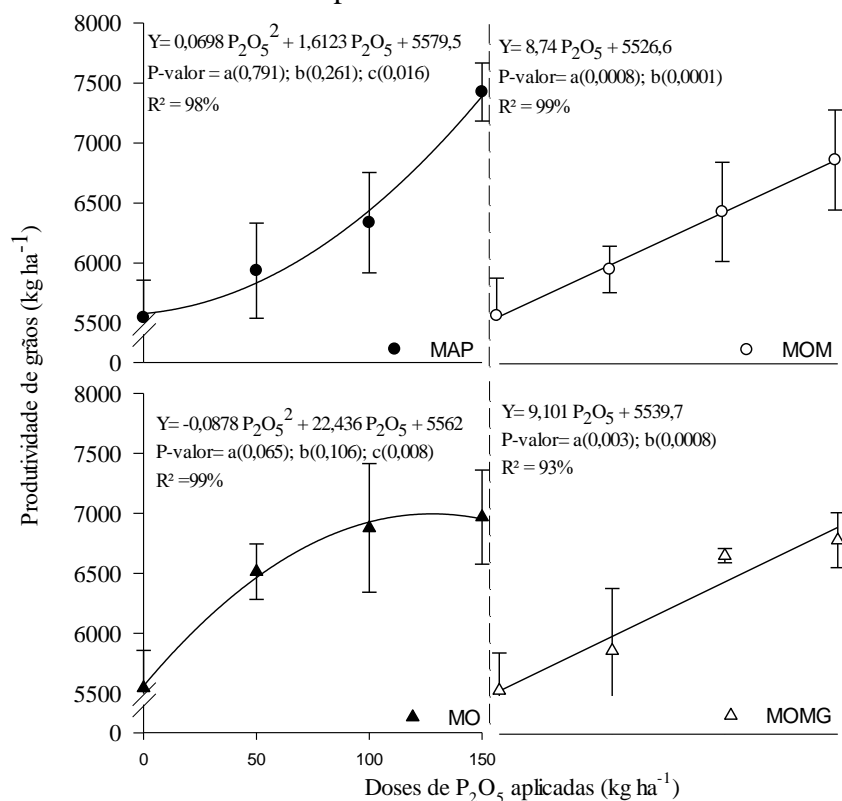 8000
7500
7000
6500
6000
5500
0
Y= 0,0698 P₂O₅² + 1,6123 P₂O₅ + 5579,5
P-valor = a(0,791); b(0,261); c(0,016)
R² = 98%
MAP
Y= 8,74 P₂O₅ + 5526,6
P-valor= a(0,0008); b(0,0001)
R² = 99%
MOM
Produtividade de grãos (kg ha⁻¹)
8000
7500
7000
6500
6000
5500
0
Y= -0,0878 P₂O₅² + 22,436 P₂O₅ + 5562
P-valor= a(0,065); b(0,106); c(0,008)
R² =99%
MO
Y= 9,101 P₂O₅ + 5539,7
P-valor= a(0,003); b(0,0008)
R² = 93%
MOMG
0 50 100 150
Doses de P₂O₅ aplicadas (kg ha⁻¹)